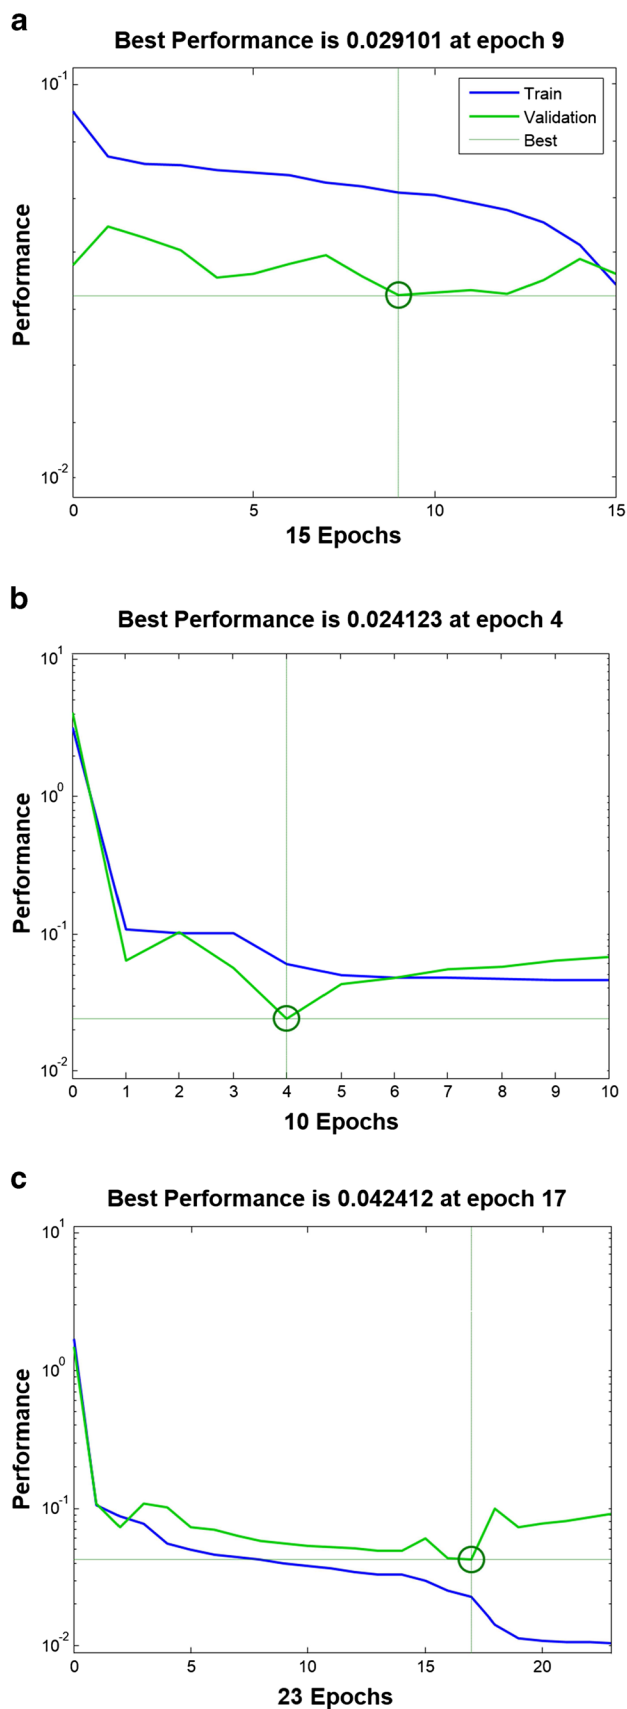 a
Best Performance is 0.029101 at epoch 9
10^-1
Train
Validation
Best
Performance
10^-2
0 5 10 15
15 Epochs
b
Best Performance is 0.024123 at epoch 4
10^1
10^0
Performance
10^-1
10^-2
0 1 2 3 4 5 6 7 8 9 10
10 Epochs
c
Best Performance is 0.042412 at epoch 17
10^1
10^0
Performance
10^-1
10^-2
0 5 10 15 20
23 Epochs